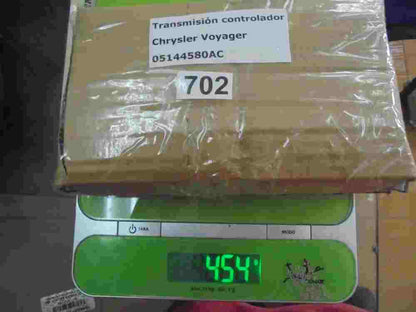 Transmisión controlador
Chrysler Voyager
05144580AC
702
TARA
MODO
454